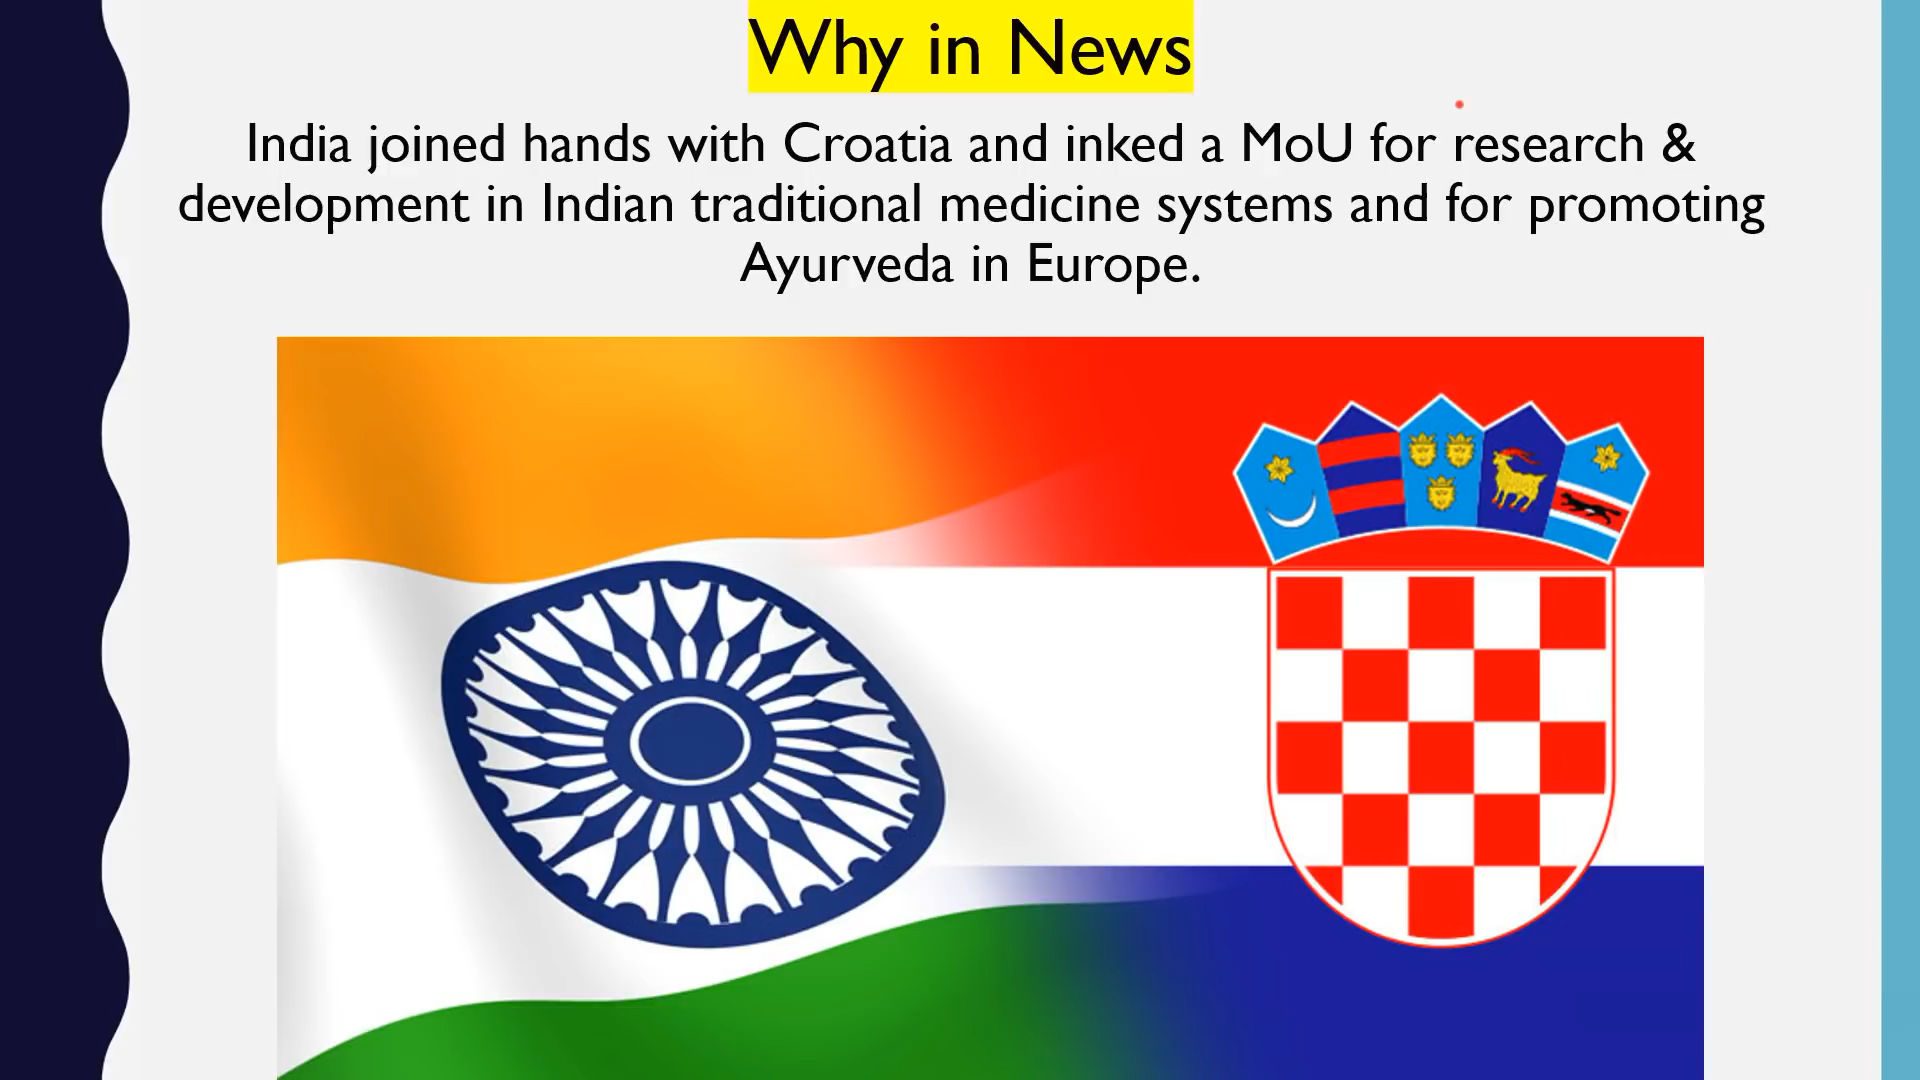 Why in News
India joined hands with Croatia and inked a MoU for research &
development in Indian traditional medicine systems and for promoting
Ayurveda in Europe.